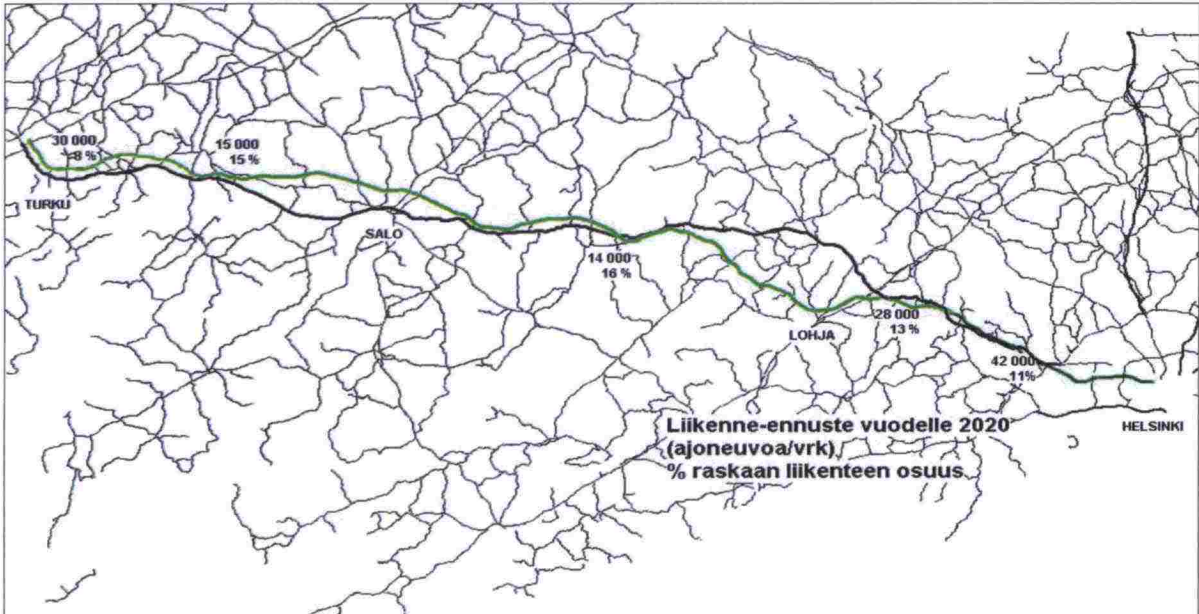 30 000
8 %
15 000
15 %
TURKU
SALO
14 000
16 %
LOHJA
28 000
13 %
42 000
11%
HELSINKI
Liikenne-ennuste vuodelle 2020
(ajoneuvoa/vrk)
% raskaan liikenteen osuus